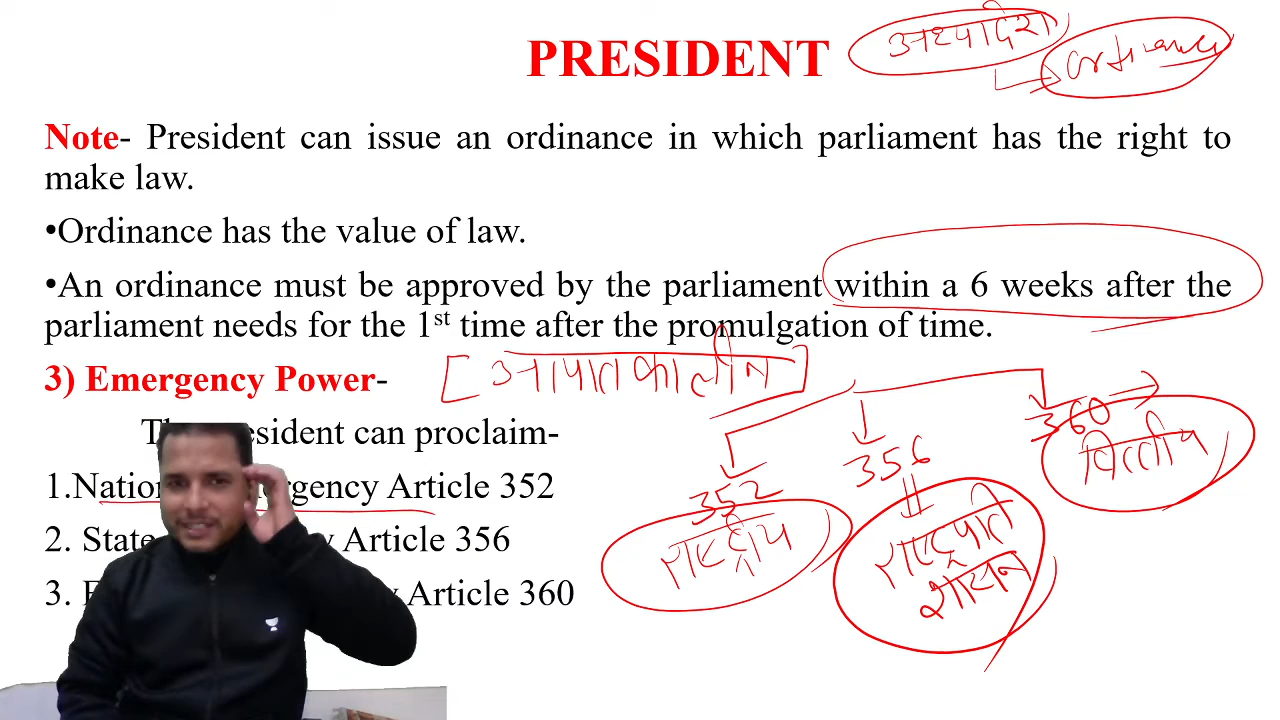 PRESIDENT
अध्यादेश
ordinance
Note- President can issue an ordinance in which parliament has the right to
make law.
•Ordinance has the value of law.
•An ordinance must be approved by the parliament within a 6 weeks after the
parliament needs for the 1st time after the promulgation of time.
3) Emergency Power-
[आपातकालीन]
President can proclaim-
1.National Emergency Article 352
2. State Article 356
3. Article 360
352
356
360
राष्ट्रीय
राष्ट्रपति
शासन
वित्तीय